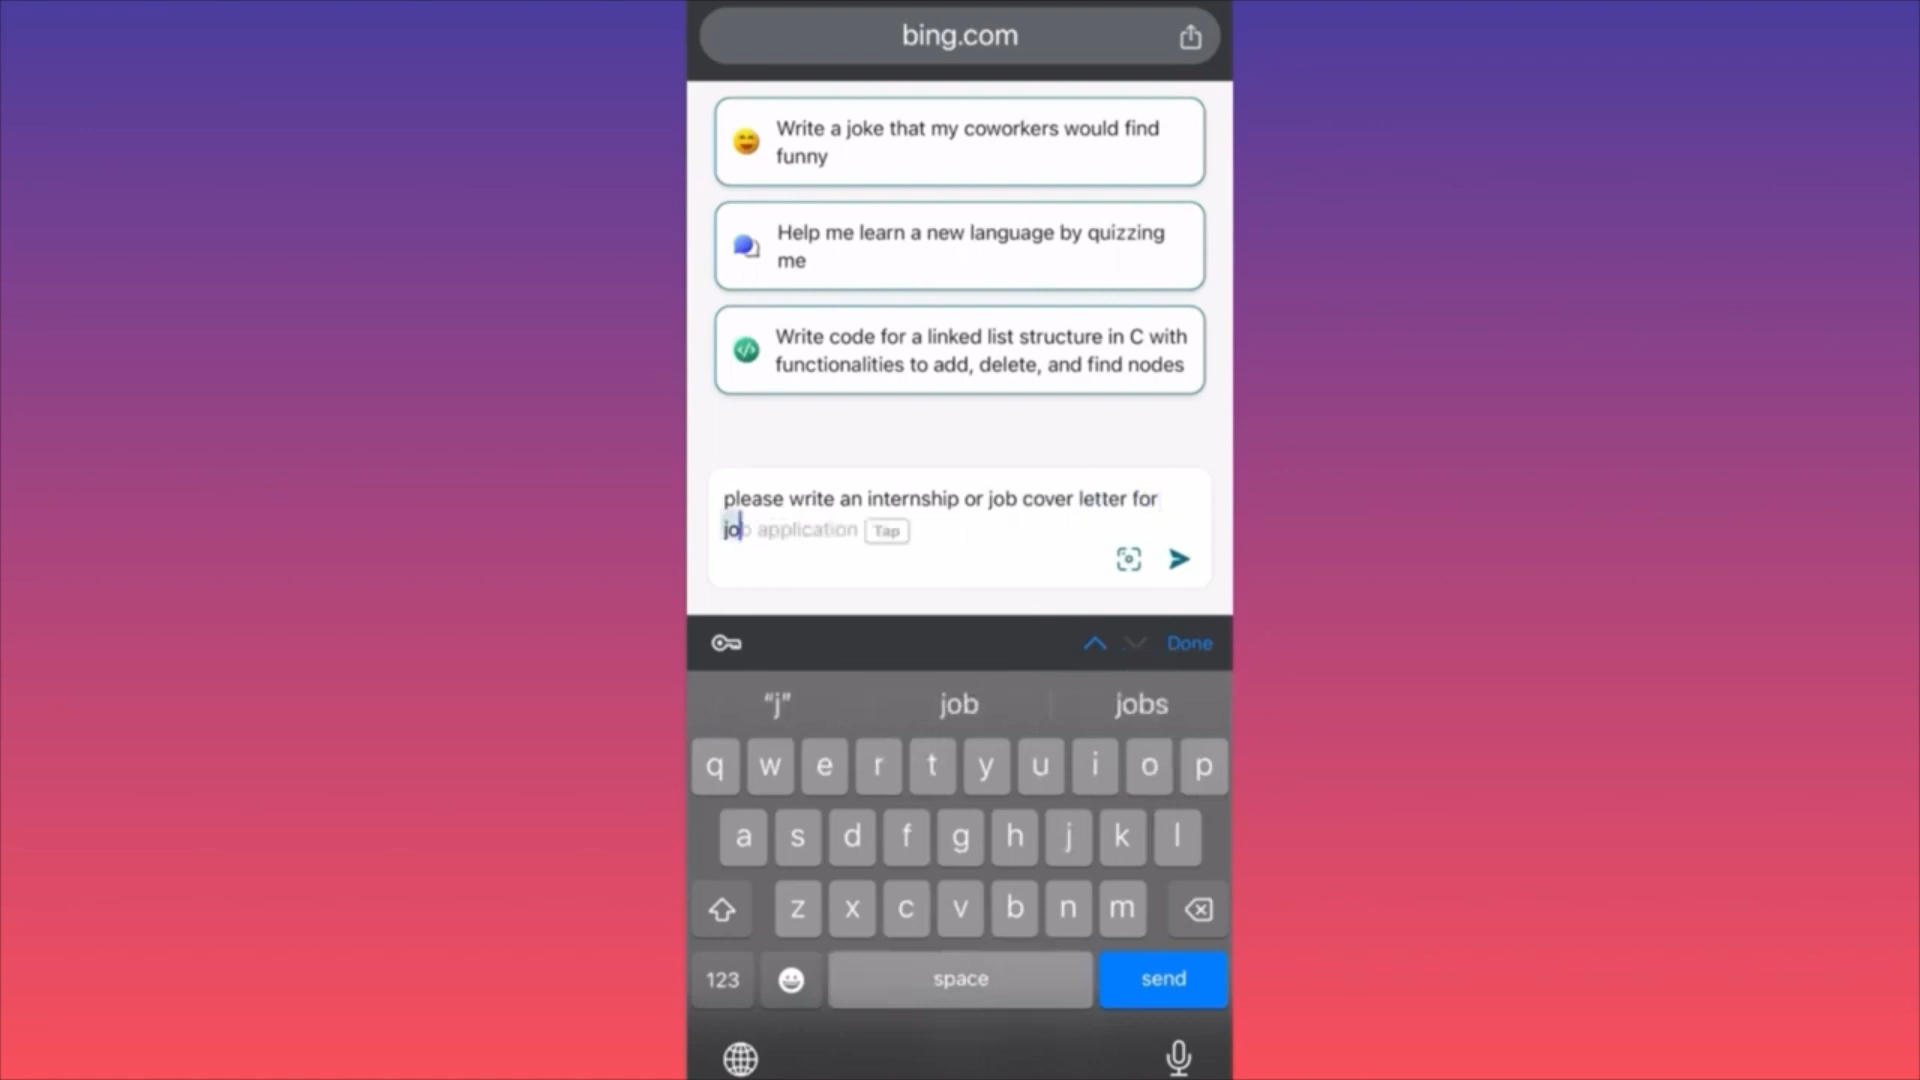 bing.com
Write a joke that my coworkers would find
funny
Help me learn a new language by quizzing
me
Write code for a linked list structure in C with
functionalities to add, delete, and find nodes
please write an internship or job cover letter for
job application Tap
Done
“j” job jobs
q w e r t y u i o p
a s d f g h j k l
z x c v b n m
123 space send